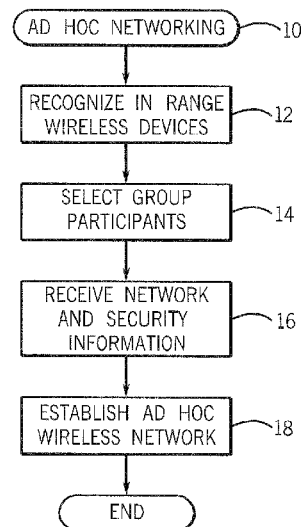 AD HOC NETWORKING 10
RECOGNIZE IN RANGE
WIRELESS DEVICES 12
SELECT GROUP
PARTICIPANTS 14
RECEIVE NETWORK
AND SECURITY 16
INFORMATION
ESTABLISH AD HOC
WIRELESS NETWORK 18
END